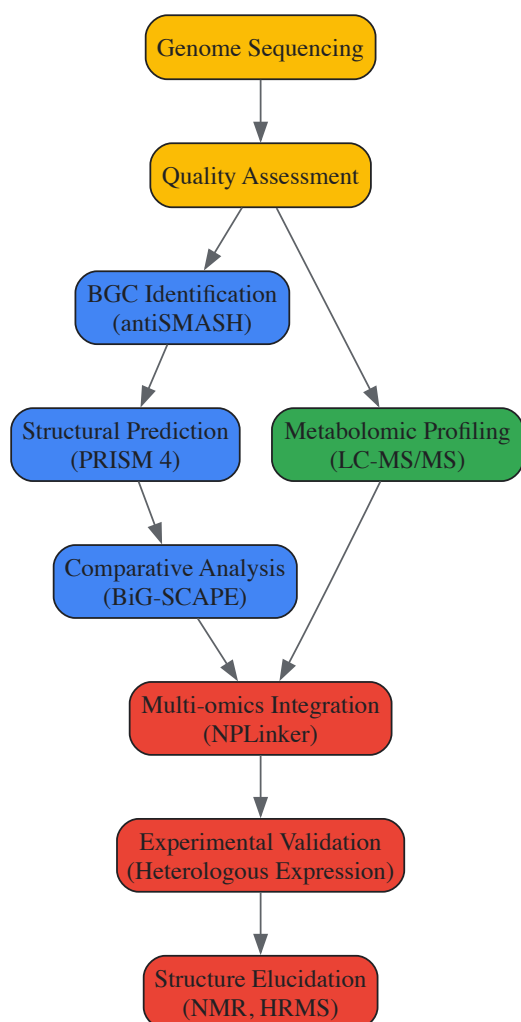 Genome Sequencing
Quality Assessment
BGC Identification
(antiSMASH)
Structural Prediction
(PRISM 4)
Metabolomic Profiling
(LC-MS/MS)
Comparative Analysis
(BiG-SCAPE)
Multi-omics Integration
(NPLinker)
Experimental Validation
(Heterologous Expression)
Structure Elucidation
(NMR, HRMS)